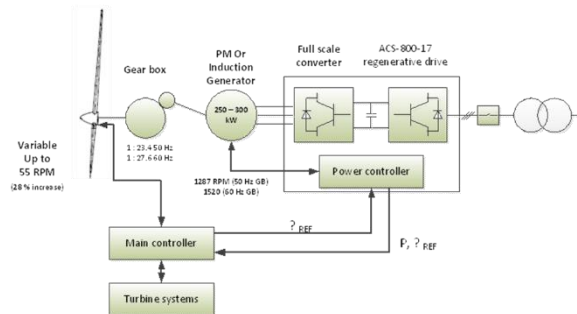 Gear box
PM Or
Induction
Generator
Full scale
converter
ACS-800-17
regenerative drive
250 – 300
kW
Variable
Up to
55 RPM
(28 % increase)
1 : 23.450 Hz
1 : 27.660 Hz
1287 RPM (50 Hz GB)
1520 (60 Hz GB)
Power controller
? REF
Main controller
P, ? REF
Turbine systems